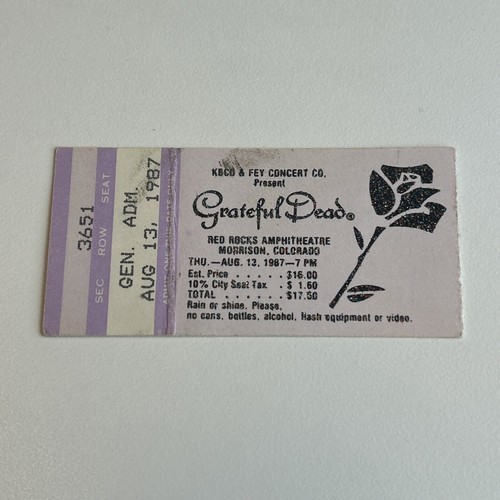 SEC ROW SEAT
3651
GEN. ADM.
AUG 13, 1987
KBCO & FEY CONCERT CO.
Present
Grateful Dead®
RED ROCKS AMPHITHEATRE
MORRISON, COLORADO
THU.—AUG. 13, 1987—7 PM
Est. Price . . . . . $16.00
10% City Seat Tax . $ 1.60
TOTAL . . . . . . . $17.50
Rain or shine. Please,
no cans, bottles, alcohol, flash equipment or video.